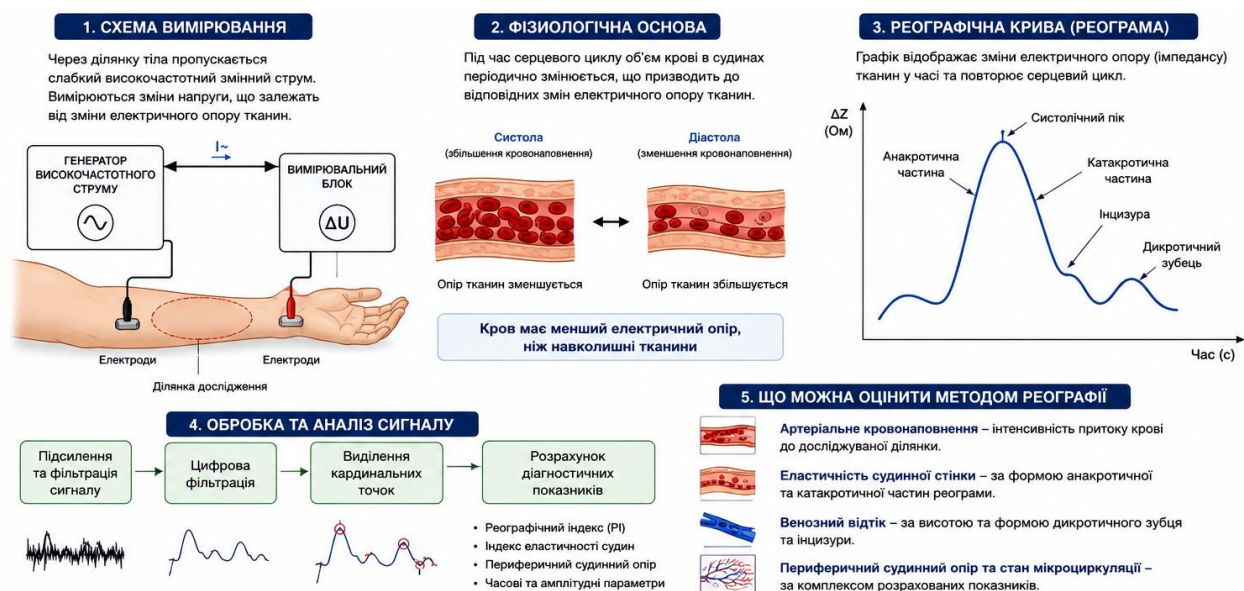 1. СХЕМА ВИМІРЮВАННЯ
Через ділянку тіла пропускається
слабкий високочастотний змінний струм.
Вимірюються зміни напруги, що залежать
від зміни електричного опору тканин.
I~
ГЕНЕРАТОР
ВИСОКОЧАСТОТНОГО
СТРУМУ
ВИМІРЮВАЛЬНИЙ
БЛОК
ΔU
Електроди
Електроди
Ділянка дослідження
2. ФІЗИОЛОГІЧНА ОСНОВА
Під час серцевого циклу об'єм крові в судинах
періодично змінюється, що призводить до
відповідних змін електричного опору тканин.
Систола
(збільшення кровонаповнення)
Діастола
(зменшення кровонаповнення)
Опір тканин зменшується
Опір тканин збільшується
Кров має менший електричний опір,
ніж навколишні тканини
3. РЕОГРАФІЧНА КРИВА (РЕОГРАМА)
Графік відображає зміни електричного опору (імпедансу)
тканин у часі та повторює серцевий цикл.
ΔZ
(Ом)
Систолічний пік
Анакротична
частина
Катакротична
частина
Інцизура
Дикротичний
зубець
Час (с)
4. ОБРОБКА ТА АНАЛІЗ СИГНАЛУ
Підсилення
та фільтрація
сигналу
Цифрова
фільтрація
Виділення
кардинальних
точок
Розрахунок
діагностичних
показників
• Реографічний індекс (РІ)
• Індекс еластичності судин
• Периферичний судинний опір
• Часові та амплітудні параметри
5. ЩО МОЖНА ОЦІНИТИ МЕТОДОМ РЕОГРАФІЇ
Артеріальне кровонаповнення – інтенсивність притоку крові
до досліджуваної ділянки.
Еластичність судинної стінки – за формою анакротичної
та катакротичної частин реограми.
Венозний відтік – за висотою та формою дикротичного зубця
та інцизури.
Периферичний судинний опір та стан мікроциркуляції –
за комплексом розрахованих показників.